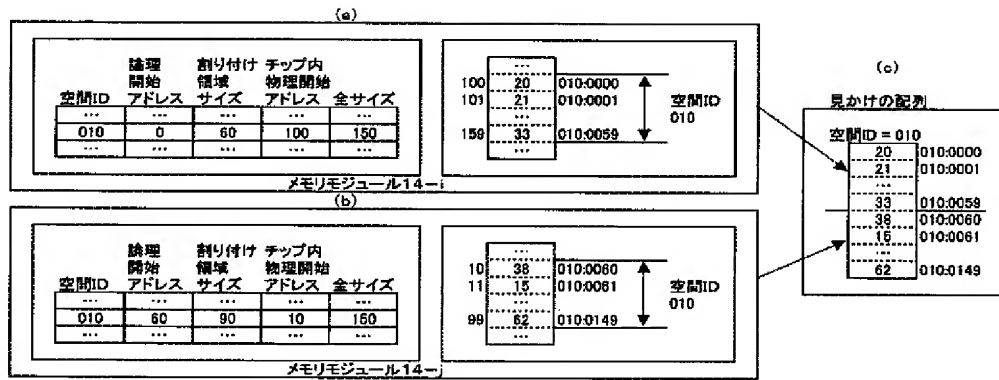 (a)
論理 割り付け チップ内
開始 領域 物理開始
空間ID アドレス サイズ アドレス 全サイズ
... ... ... ... ...
010 0 60 100 150
... ... ... ... ...
...
100 20 010:0000
101 21 010:0001
...
159 33 010:0059
...
空間ID
010
メモリモジュール14-i
(b)
論理 割り付け チップ内
開始 領域 物理開始
空間ID アドレス サイズ アドレス 全サイズ
... ... ... ... ...
010 60 90 10 150
... ... ... ... ...
...
10 38 010:0060
11 15 010:0061
...
99 62 010:0149
...
空間ID
010
メモリモジュール14-j
(c)
見かけの配列
空間ID = 010
20 010:0000
21 010:0001
...
33 010:0059
38 010:0060
15 010:0061
...
62 010:0149